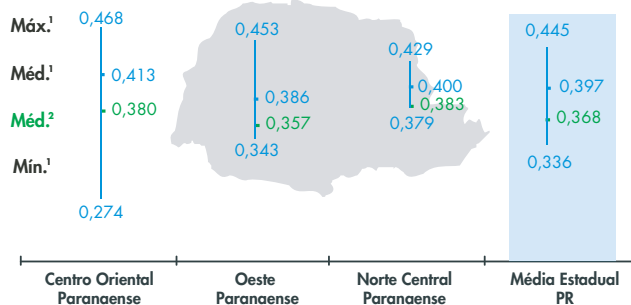 Máx.¹
Méd.¹
Méd.²
Mín.¹
0,468
0,413
0,380
0,274
0,453
0,386
0,357
0,343
0,429
0,400
0,383
0,379
0,445
0,397
0,368
0,336
Centro Oriental
Paranaense
Oeste
Paranaense
Norte Central
Paranaense
Média Estadual
PR